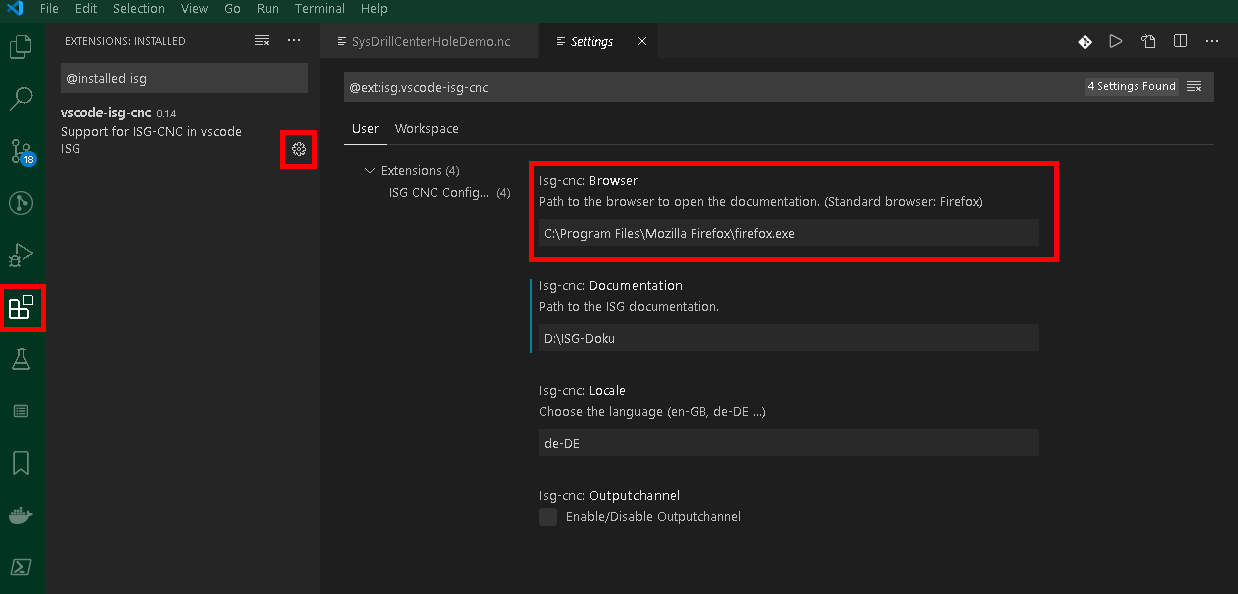 File Edit Selection View Go Run Terminal Help
EXTENSIONS: INSTALLED
@installed isg
vscode-isg-cnc 0.1.4
Support for ISG-CNC in vscode
ISG
18
SysDrillCenterHoleDemo.nc
Settings
@ext:isg.vscode-isg-cnc
4 Settings Found
User Workspace
Extensions (4)
ISG CNC Config... (4)
Isg-cnc: Browser
Path to the browser to open the documentation. (Standard browser: Firefox)
C:\Program Files\Mozilla Firefox\firefox.exe
Isg-cnc: Documentation
Path to the ISG documentation.
D:\ISG-Doku
Isg-cnc: Locale
Choose the language (en-GB, de-DE ...)
de-DE
Isg-cnc: Outputchannel
Enable/Disable Outputchannel